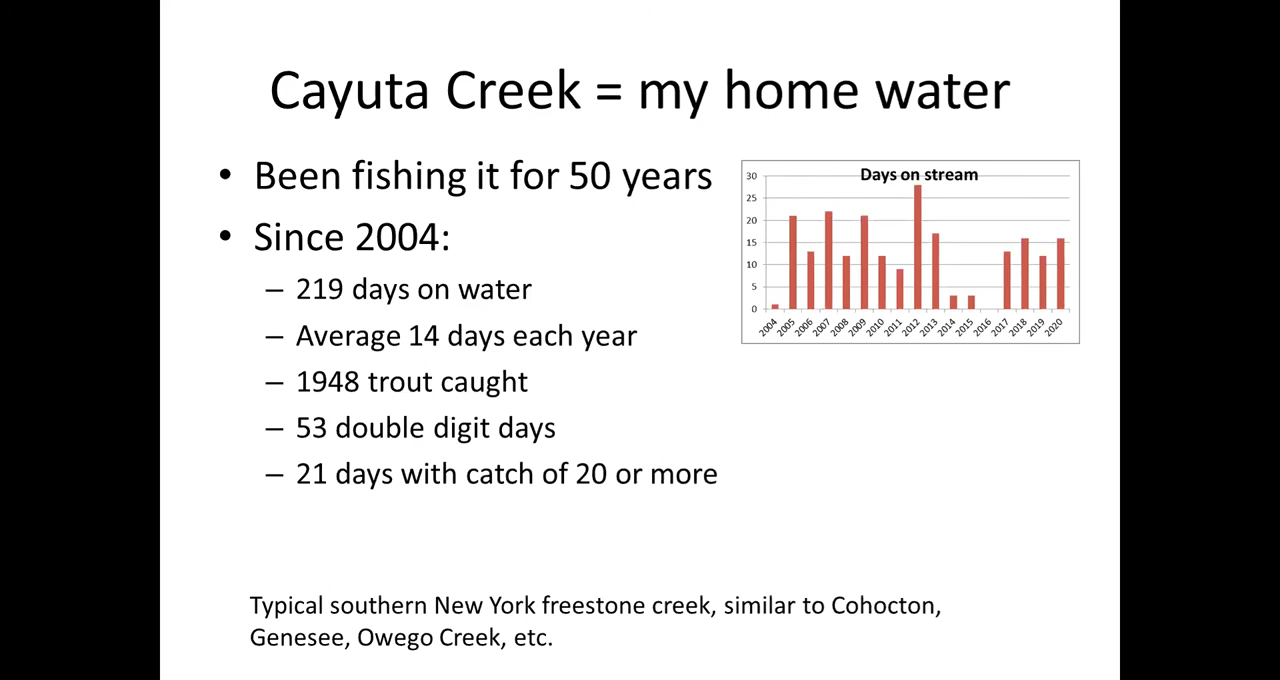 Cayuta Creek = my home water
• Been fishing it for 50 years
• Since 2004:
– 219 days on water
– Average 14 days each year
– 1948 trout caught
– 53 double digit days
– 21 days with catch of 20 or more
Days on stream
30
25
20
15
10
5
0
2004 2005 2006 2007 2008 2009 2010 2011 2012 2013 2014 2015 2016 2017 2018 2019 2020
Typical southern New York freestone creek, similar to Cohocton,
Genesee, Owego Creek, etc.